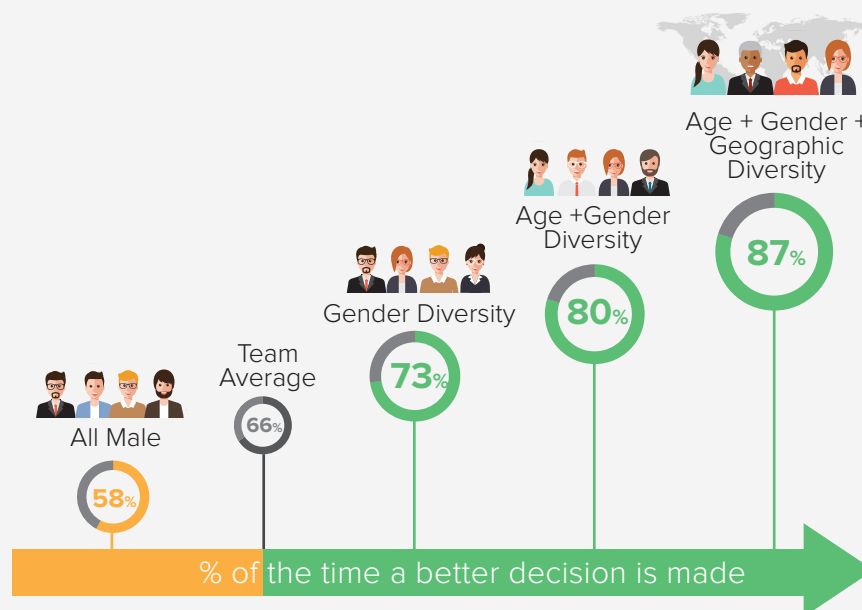 All Male
58%
Team
Average
66%
Gender Diversity
73%
Age +Gender
Diversity
80%
Age + Gender +
Geographic
Diversity
87%
% of the time a better decision is made